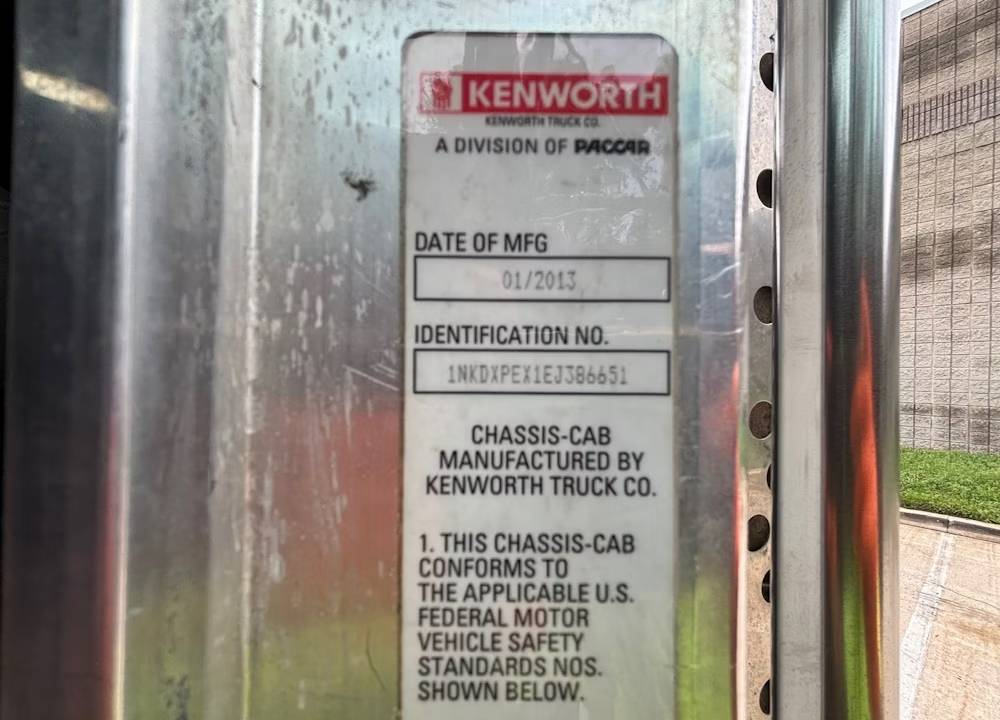 KENWORTH
KENWORTH TRUCK CO.
A DIVISION OF PACCAR
DATE OF MFG
01/2013
IDENTIFICATION NO.
1NKDXPEX1EJ386651
CHASSIS-CAB
MANUFACTURED BY
KENWORTH TRUCK CO.
1. THIS CHASSIS-CAB
CONFORMS TO
THE APPLICABLE U.S.
FEDERAL MOTOR
VEHICLE SAFETY
STANDARDS NOS.
SHOWN BELOW.